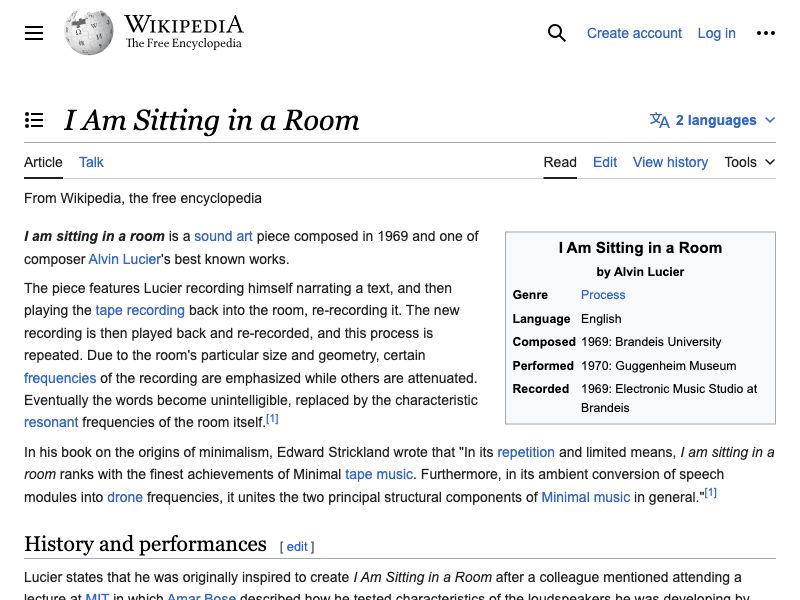 WIKIPEDIA
The Free Encyclopedia
Create account Log in
I Am Sitting in a Room
2 languages
Article Talk Read Edit View history Tools
From Wikipedia, the free encyclopedia
I am sitting in a room is a sound art piece composed in 1969 and one of
composer Alvin Lucier's best known works.
The piece features Lucier recording himself narrating a text, and then
playing the tape recording back into the room, re-recording it. The new
recording is then played back and re-recorded, and this process is
repeated. Due to the room's particular size and geometry, certain
frequencies of the recording are emphasized while others are attenuated.
Eventually the words become unintelligible, replaced by the characteristic
resonant frequencies of the room itself.[1]
I Am Sitting in a Room
by Alvin Lucier
Genre Process
Language English
Composed 1969: Brandeis University
Performed 1970: Guggenheim Museum
Recorded 1969: Electronic Music Studio at
Brandeis
In his book on the origins of minimalism, Edward Strickland wrote that "In its repetition and limited means, I am sitting in a
room ranks with the finest achievements of Minimal tape music. Furthermore, in its ambient conversion of speech
modules into drone frequencies, it unites the two principal structural components of Minimal music in general."[1]
History and performances [ edit ]
Lucier states that he was originally inspired to create I Am Sitting in a Room after a colleague mentioned attending a
lecture at MIT in which Amar Bose described how he tested characteristics of the loudspeakers he was developing by